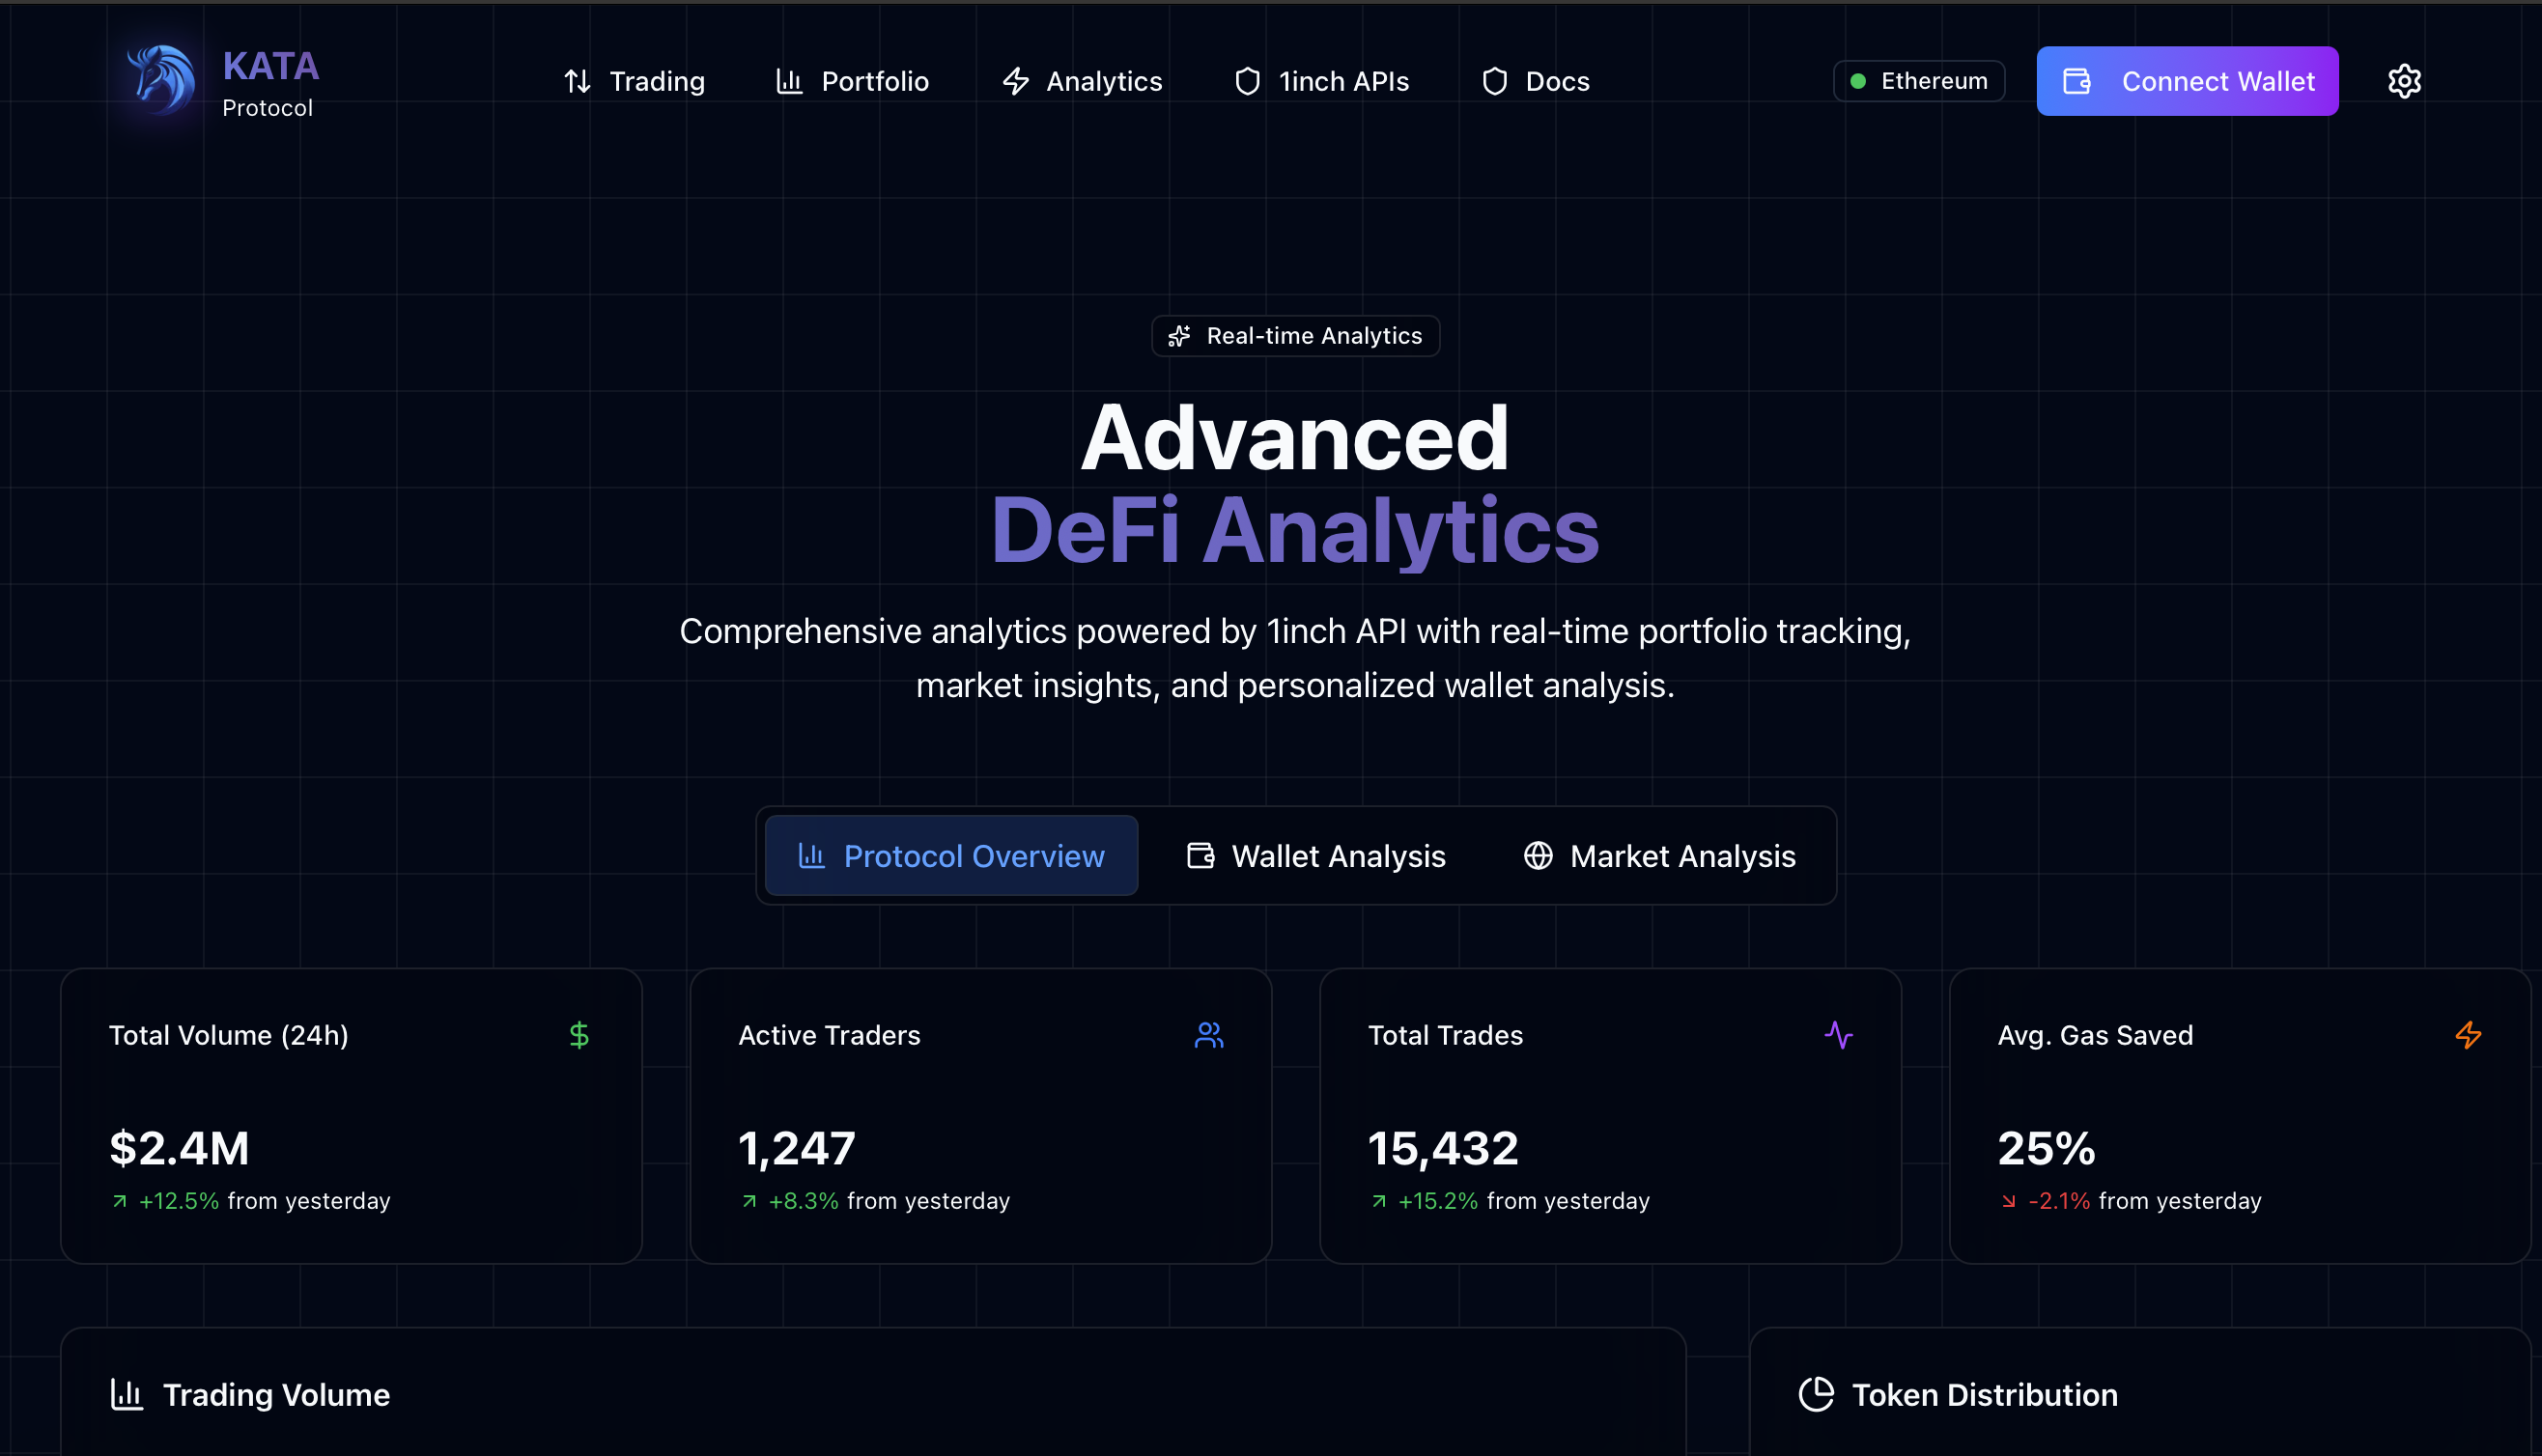 KATA
Protocol
Trading
Portfolio
Analytics
1inch APIs
Docs
Ethereum
Connect Wallet
Real-time Analytics
Advanced
DeFi Analytics
Comprehensive analytics powered by 1inch API with real-time portfolio tracking,
market insights, and personalized wallet analysis.
Protocol Overview
Wallet Analysis
Market Analysis
Total Volume (24h)
$2.4M
+12.5% from yesterday
Active Traders
1,247
+8.3% from yesterday
Total Trades
15,432
+15.2% from yesterday
Avg. Gas Saved
25%
-2.1% from yesterday
Trading Volume
Token Distribution